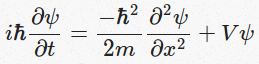 iħ ∂ψ/∂t = −ħ²/2m ∂²ψ/∂x² + Vψ